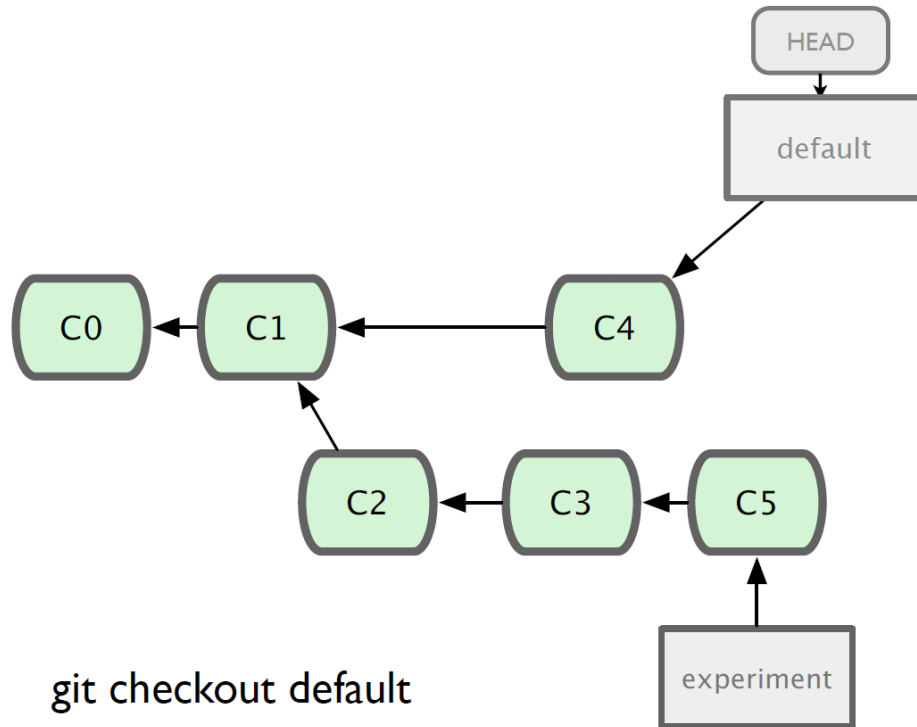 HEAD
default
C0
C1
C4
C2
C3
C5
experiment
git checkout default